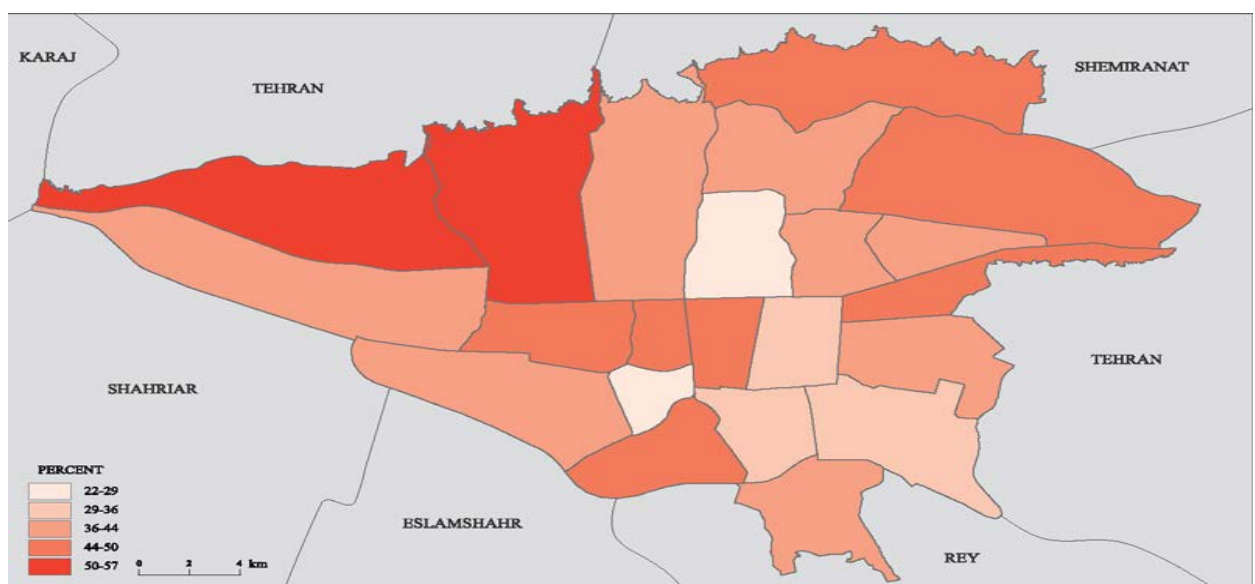 KARAJ
TEHRAN
SHEMIRANAT
TEHRAN
SHAHRIAR
ESLAMSHAHR
REY
PERCENT
22-29
29-36
36-44
44-50
50-57
0 2 4 km